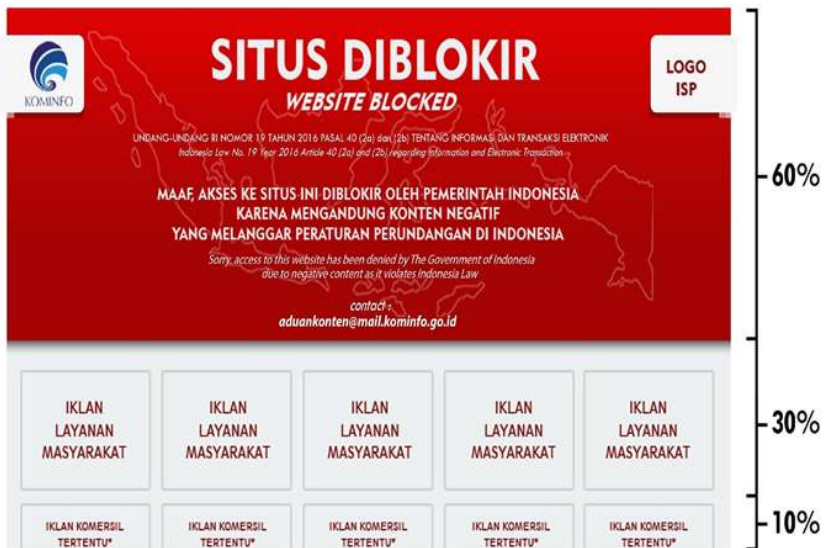 SITUS DIBLOKIR
WEBSITE BLOCKED
KOMINFO
LOGO
ISP
UNDANG-UNDANG RI NOMOR 19 TAHUN 2016 PASAL 40 (2a) dan (2b) TENTANG INFORMASI DAN TRANSAKSI ELEKTRONIK
Indonesia Law No. 19 Year 2016 Article 40 (2a) and (2b) regarding Information and Electronic Transaction
MAAF, AKSES KE SITUS INI DIBLOKIR OLEH PEMERINTAH INDONESIA
KARENA MENGANDUNG KONTEN NEGATIF
YANG MELANGGAR PERATURAN PERUNDANGAN DI INDONESIA
Sorry, access to this website has been denied by The Government of Indonesia
due to negative content as it violates Indonesia Law
contact :
aduankonten@mail.kominfo.go.id
60%
IKLAN
LAYANAN
MASYARAKAT
IKLAN
LAYANAN
MASYARAKAT
IKLAN
LAYANAN
MASYARAKAT
IKLAN
LAYANAN
MASYARAKAT
IKLAN
LAYANAN
MASYARAKAT
30%
IKLAN KOMERSIL
TERTENTU*
IKLAN KOMERSIL
TERTENTU*
IKLAN KOMERSIL
TERTENTU*
IKLAN KOMERSIL
TERTENTU*
IKLAN KOMERSIL
TERTENTU*
10%